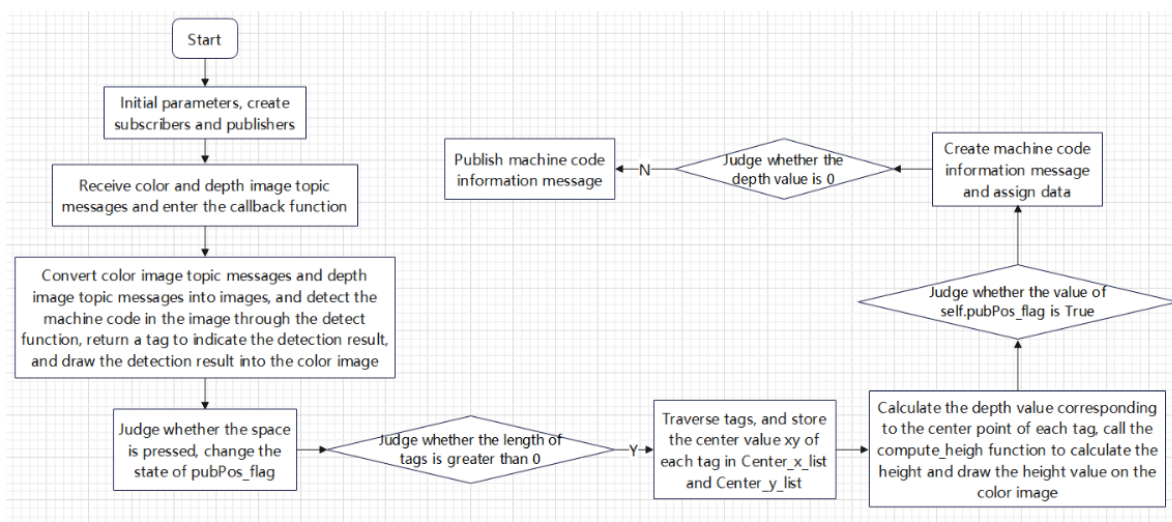 Start
Initial parameters, create
subscribers and publishers
Receive color and depth image topic
messages and enter the callback function
Convert color image topic messages and depth
image topic messages into images, and detect the
machine code in the image through the detect
function, return a tag to indicate the detection result,
and draw the detection result into the color image
Judge whether the space
is pressed, change the
state of pubPos_flag
Judge whether the length of
tags is greater than 0
Y
Traverse tags, and store
the center value xy of
each tag in Center_x_list
and Center_y_list
Calculate the depth value corresponding
to the center point of each tag, call the
compute_heigh function to calculate the
height and draw the height value on the
color image
Judge whether the value of
self.pubPos_flag is True
Create machine code
information message
and assign data
Judge whether the
depth value is 0
N
Publish machine code
information message